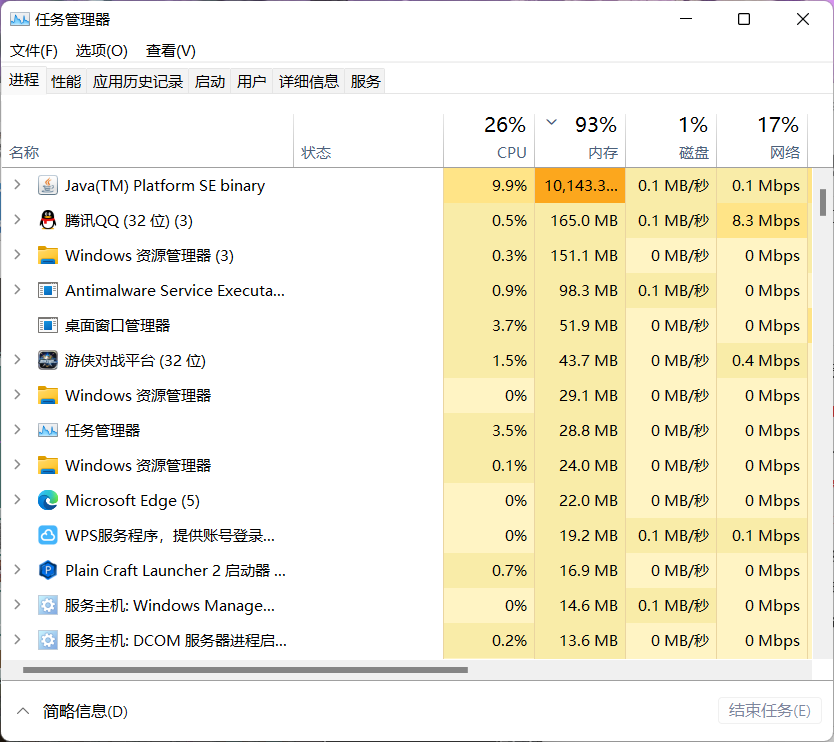 任务管理器
文件(F) 选项(O) 查看(V)
进程 性能 应用历史记录 启动 用户 详细信息 服务
26% 93% 1% 17%
名称 状态 CPU 内存 磁盘 网络
Java(TM) Platform SE binary 9.9% 10,143.3... 0.1 MB/秒 0.1 Mbps
腾讯QQ (32 位) (3) 0.5% 165.0 MB 0.1 MB/秒 8.3 Mbps
Windows 资源管理器 (3) 0.3% 151.1 MB 0 MB/秒 0 Mbps
Antimalware Service Executa... 0.9% 98.3 MB 0.1 MB/秒 0 Mbps
桌面窗口管理器 3.7% 51.9 MB 0 MB/秒 0 Mbps
游侠对战平台 (32 位) 1.5% 43.7 MB 0 MB/秒 0.4 Mbps
Windows 资源管理器 0% 29.1 MB 0 MB/秒 0 Mbps
任务管理器 3.5% 28.8 MB 0 MB/秒 0 Mbps
Windows 资源管理器 0.1% 24.0 MB 0 MB/秒 0 Mbps
Microsoft Edge (5) 0% 22.0 MB 0 MB/秒 0 Mbps
WPS服务程序，提供账号登录... 0% 19.2 MB 0.1 MB/秒 0.1 Mbps
Plain Craft Launcher 2 启动器 ... 0.7% 16.9 MB 0 MB/秒 0 Mbps
服务主机: Windows Manage... 0% 14.6 MB 0.1 MB/秒 0 Mbps
服务主机: DCOM 服务器进程启... 0.2% 13.6 MB 0 MB/秒 0 Mbps
简略信息(D) 结束任务(E)